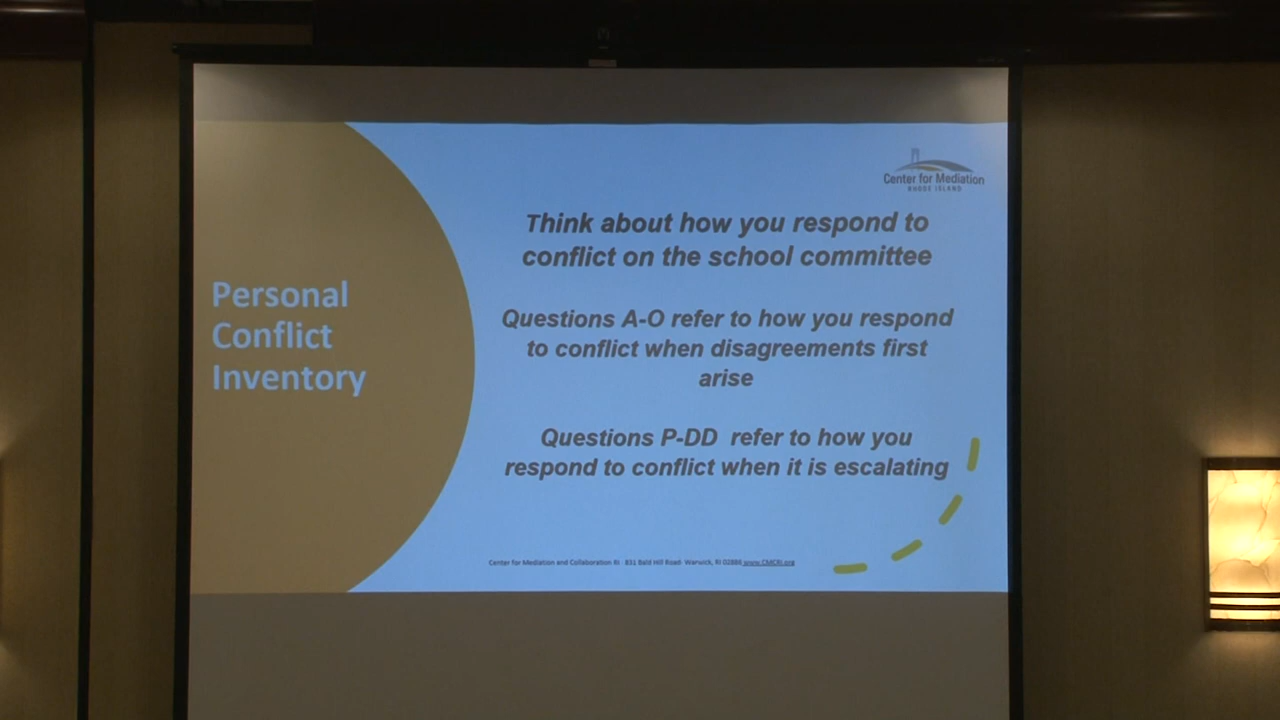 Center for Mediation
RHODE ISLAND
Think about how you respond to
conflict on the school committee
Personal
Conflict
Inventory
Questions A-O refer to how you respond
to conflict when disagreements first
arise
Questions P-DD refer to how you
respond to conflict when it is escalating
Center for Mediation and Collaboration RI 831 Bald Hill Road- Warwick, RI 02886 www.CMCRI.org